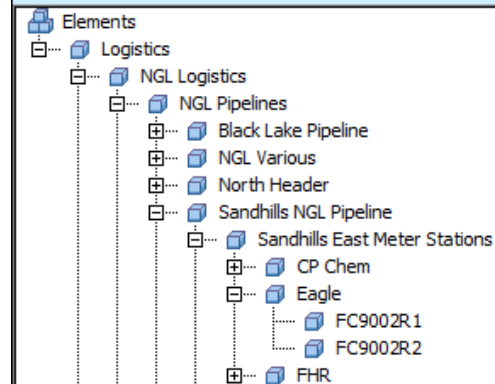 Elements
Logistics
NGL Logistics
NGL Pipelines
Black Lake Pipeline
NGL Various
North Header
Sandhills NGL Pipeline
Sandhills East Meter Stations
CP Chem
Eagle
FC9002R1
FC9002R2
FHR